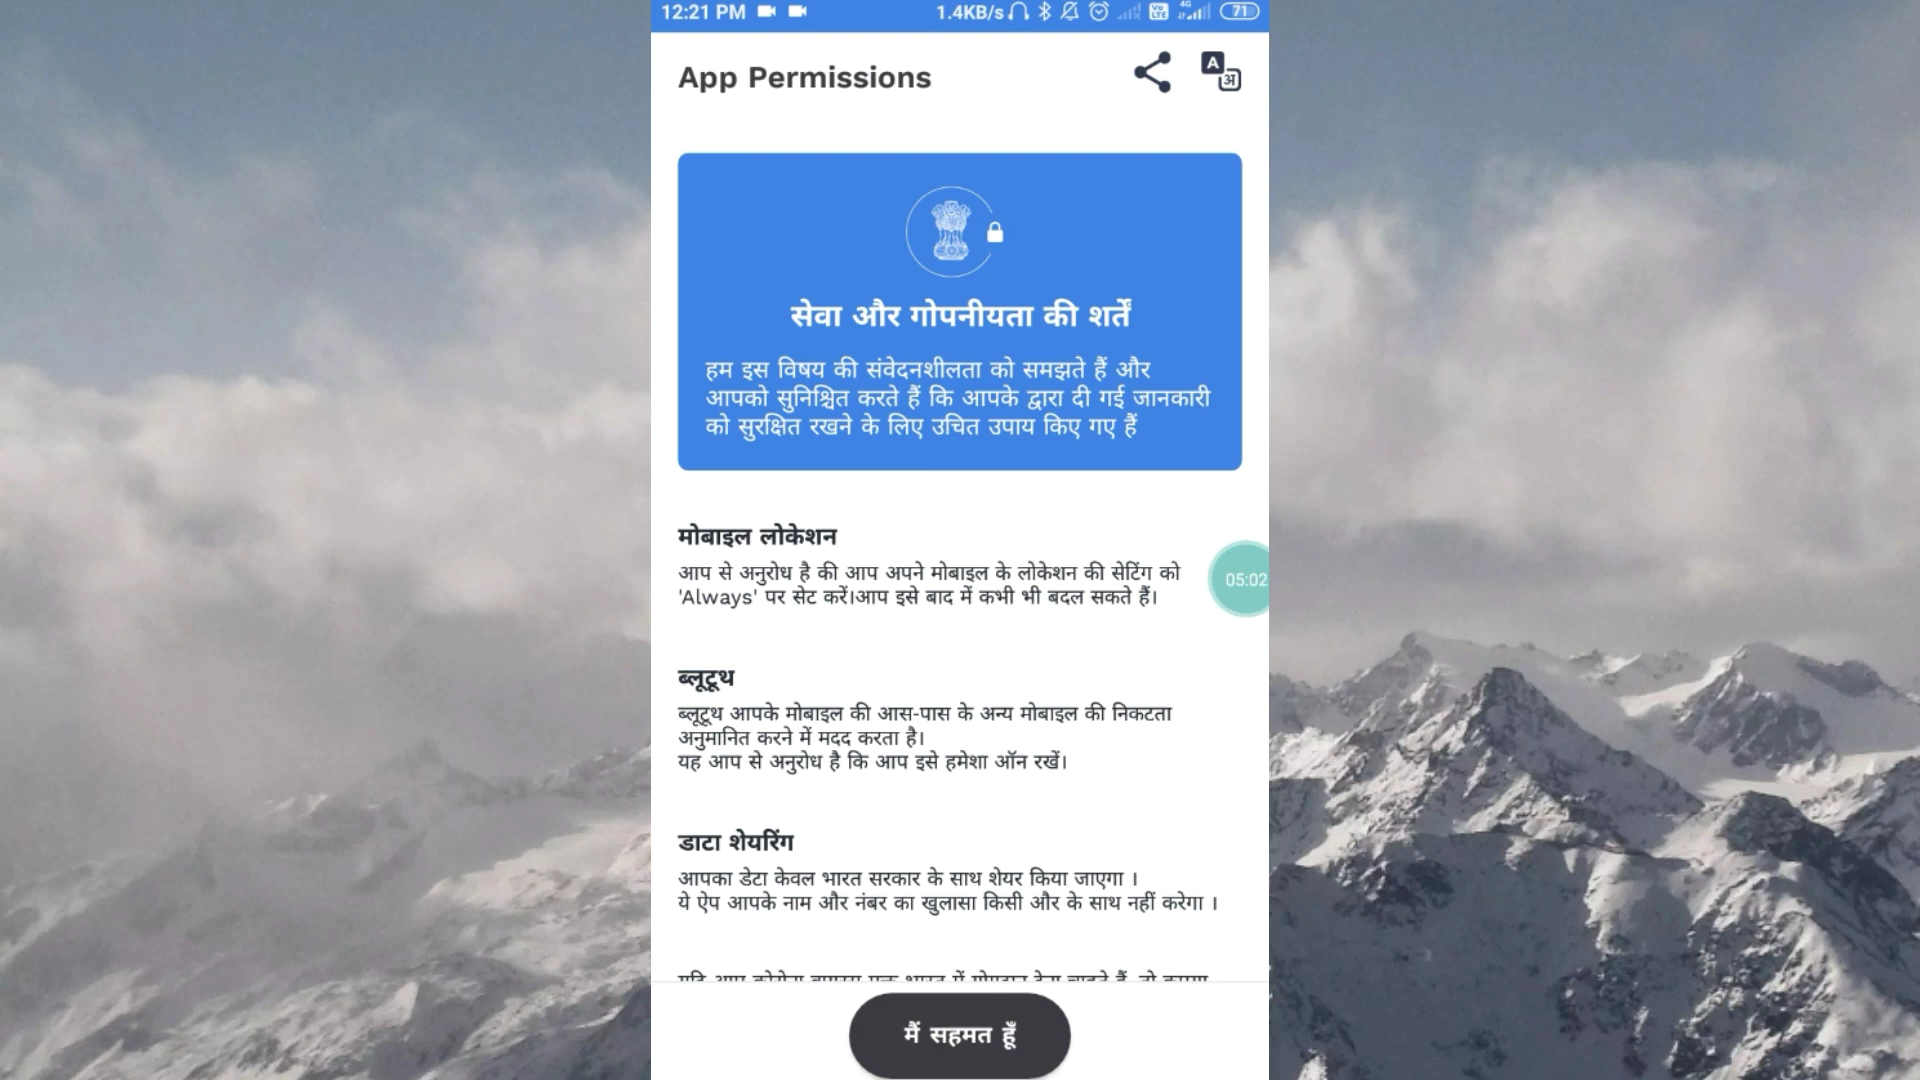 12:21 PM
1.4KB/s
4G
Vo
LTE
71
App Permissions
A
अ
सेवा और गोपनीयता की शर्तें
हम इस विषय की संवेदनशीलता को समझते हैं और
आपको सुनिश्चित करते हैं कि आपके द्वारा दी गई जानकारी
को सुरक्षित रखने के लिए उचित उपाय किए गए हैं
मोबाइल लोकेशन
आप से अनुरोध है की आप अपने मोबाइल के लोकेशन की सेटिंग को
'Always' पर सेट करें।आप इसे बाद में कभी भी बदल सकते हैं।
05:02
ब्लूटूथ
ब्लूटूथ आपके मोबाइल की आस-पास के अन्य मोबाइल की निकटता
अनुमानित करने में मदद करता है।
यह आप से अनुरोध है कि आप इसे हमेशा ऑन रखें।
डाटा शेयरिंग
आपका डेटा केवल भारत सरकार के साथ शेयर किया जाएगा ।
ये ऐप आपके नाम और नंबर का खुलासा किसी और के साथ नहीं करेगा ।
मैं सहमत हूँ